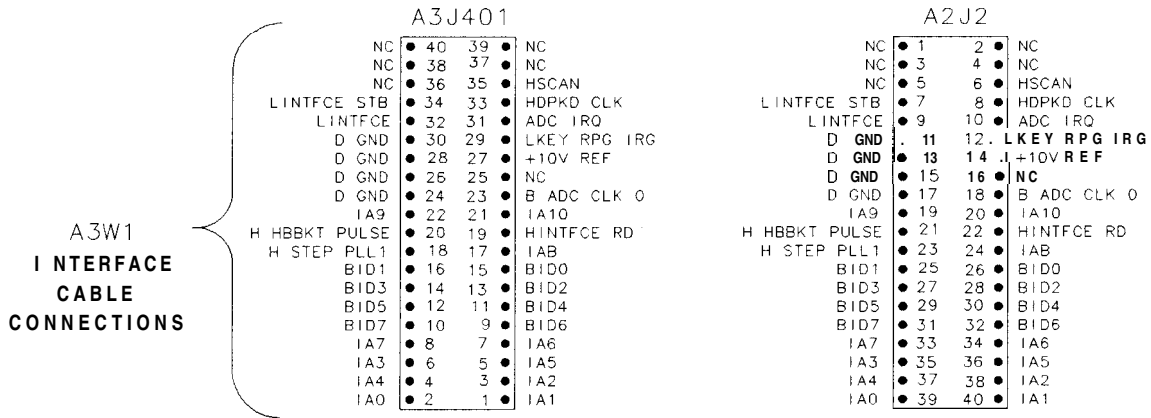 A3J401
NC 40 39 NC
NC 38 37 NC
NC 36 35 HSCAN
LINTFCE STB 34 33 HDPKD CLK
LINTFCE 32 31 ADC IRQ
D GND 30 29 LKEY RPG IRG
D GND 28 27 +10V REF
D GND 26 25 NC
D GND 24 23 B ADC CLK 0
IA9 22 21 IA10
H HBBKT PULSE 20 19 HINTFCE RD
H STEP PLL1 18 17 IAB
BID1 16 15 BID0
BID3 14 13 BID2
BID5 12 11 BID4
BID7 10 9 BID6
IA7 8 7 IA6
IA3 6 5 IA5
IA4 4 3 IA2
IA0 2 1 IA1
A3W1
I NTERFACE
CABLE
CONNECTIONS
A2J2
NC 1 2 NC
NC 3 4 NC
NC 5 6 HSCAN
LINTFCE STB 7 8 HDPKD CLK
LINTFCE 9 10 ADC IRQ
D GND . 11 12. LKEY RPG IRG
D GND 13 14 .I +10V REF
D GND 15 16 NC
D GND 17 18 B ADC CLK 0
IA9 19 20 IA10
H HBBKT PULSE 21 22 HINTFCE RD
H STEP PLL1 23 24 IAB
BID1 25 26 BID0
BID3 27 28 BID2
BID5 29 30 BID4
BID7 31 32 BID6
IA7 33 34 IA6
IA3 35 36 IA5
IA4 37 38 IA2
IA0 39 40 IA1